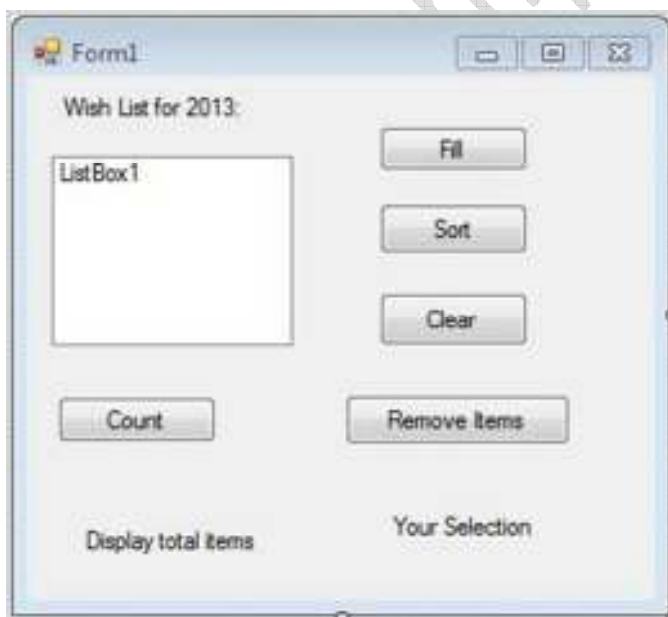 Form1
Wish List for 2013:
Fill
ListBox1
Sort
Clear
Count
Remove Items
Display total items
Your Selection